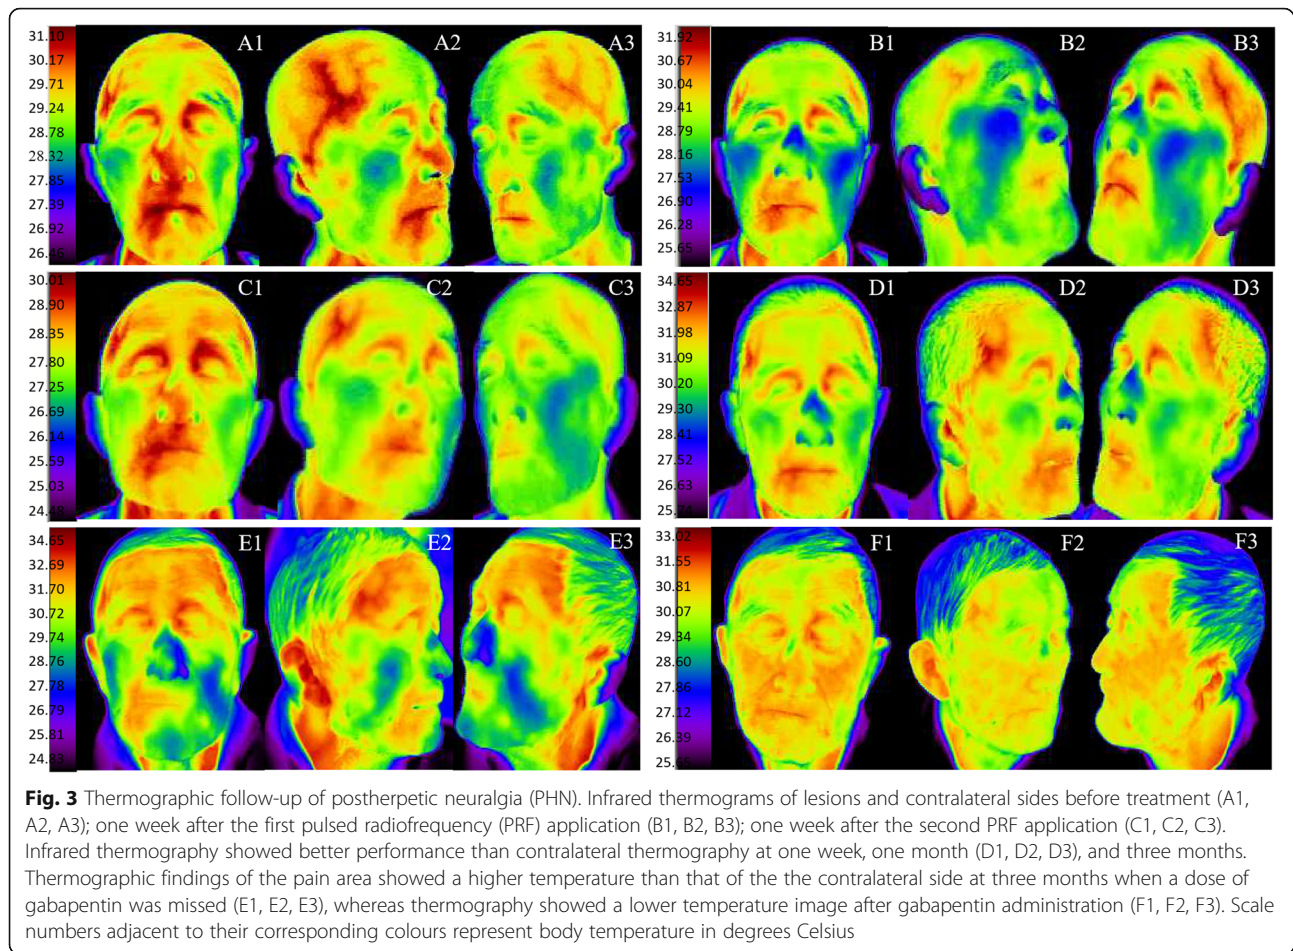 31.10
30.17
29.71
29.24
28.78
28.32
27.85
27.39
26.92
26.46
A1
A2
A3
31.92
30.67
30.04
29.41
28.79
28.16
27.53
26.90
26.28
25.65
B1
B2
B3
30.01
28.90
28.35
27.80
27.25
26.69
26.14
25.59
25.03
C1
C2
C3
34.65
32.87
31.98
31.09
30.20
29.30
28.41
27.52
26.63
D1
D2
D3
34.65
32.69
31.70
30.72
29.74
28.76
27.78
26.79
25.81
24.83
E1
E2
E3
33.02
31.55
30.81
30.07
29.34
28.60
27.86
27.12
26.39
F1
F2
F3
Fig. 3 Thermographic follow-up of postherpetic neuralgia (PHN). Infrared thermograms of lesions and contralateral sides before treatment (A1,
A2, A3); one week after the first pulsed radiofrequency (PRF) application (B1, B2, B3); one week after the second PRF application (C1, C2, C3).
Infrared thermography showed better performance than contralateral thermography at one week, one month (D1, D2, D3), and three months.
Thermographic findings of the pain area showed a higher temperature than that of the the contralateral side at three months when a dose of
gabapentin was missed (E1, E2, E3), whereas thermography showed a lower temperature image after gabapentin administration (F1, F2, F3). Scale
numbers adjacent to their corresponding colours represent body temperature in degrees Celsius